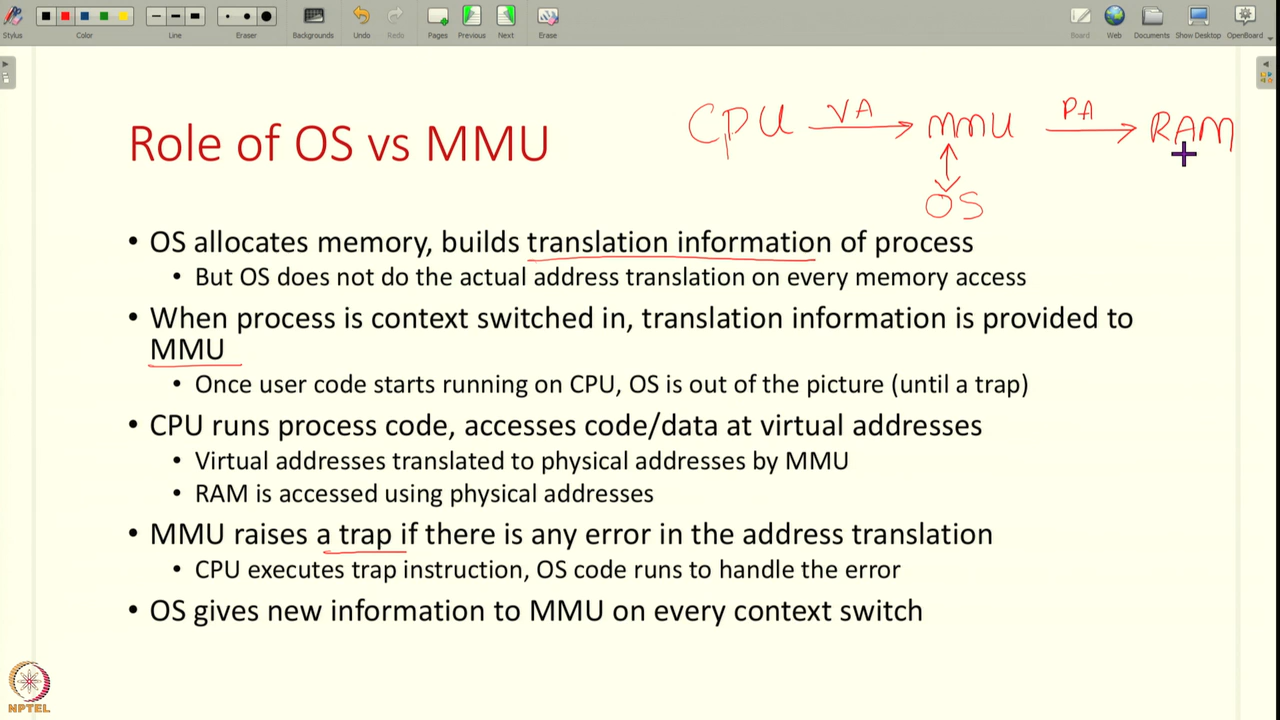 Stylus
Color
Line
Eraser
Backgrounds
Undo
Redo
Pages
Previous
Next
Erase
Board
Web
Documents
Show Desktop
OpenBoard
CPU VA MMU PA RAM
OS
Role of OS vs MMU
• OS allocates memory, builds translation information of process
• But OS does not do the actual address translation on every memory access
• When process is context switched in, translation information is provided to
MMU
• Once user code starts running on CPU, OS is out of the picture (until a trap)
• CPU runs process code, accesses code/data at virtual addresses
• Virtual addresses translated to physical addresses by MMU
• RAM is accessed using physical addresses
• MMU raises a trap if there is any error in the address translation
• CPU executes trap instruction, OS code runs to handle the error
• OS gives new information to MMU on every context switch
NPTEL